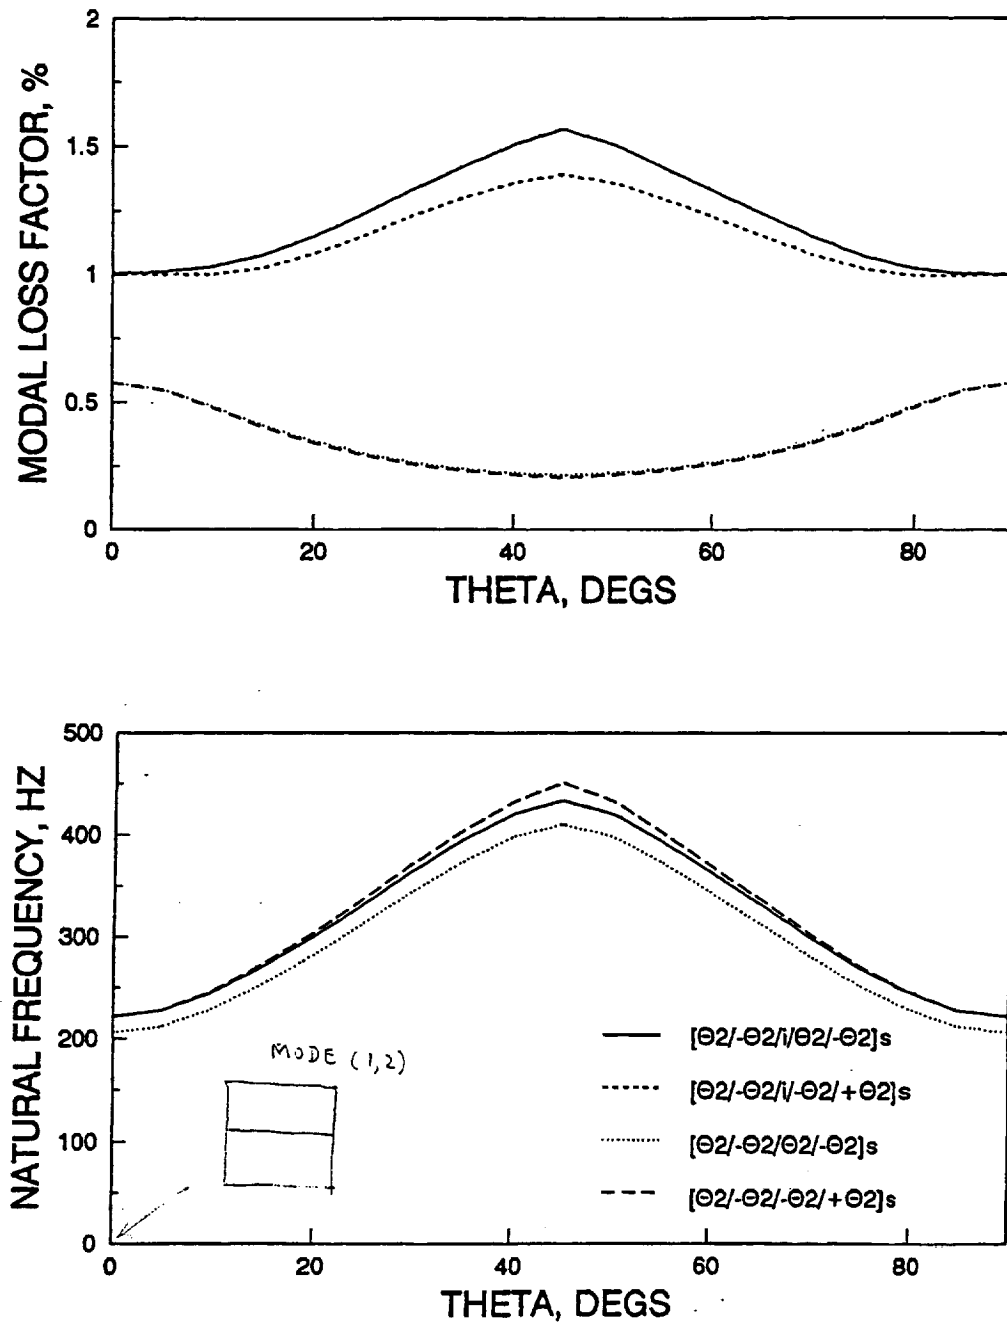 2
1.5
1
0.5
0
MODAL LOSS FACTOR, %
0 20 40 60 80
THETA, DEGS
500
400
300
200
100
0
NATURAL FREQUENCY, HZ
MODE (1,2)
[Θ2/-Θ2/i/Θ2/-Θ2]s
[Θ2/-Θ2/i/-Θ2/+Θ2]s
[Θ2/-Θ2/Θ2/-Θ2]s
[Θ2/-Θ2/-Θ2/+Θ2]s
0 20 40 60 80
THETA, DEGS